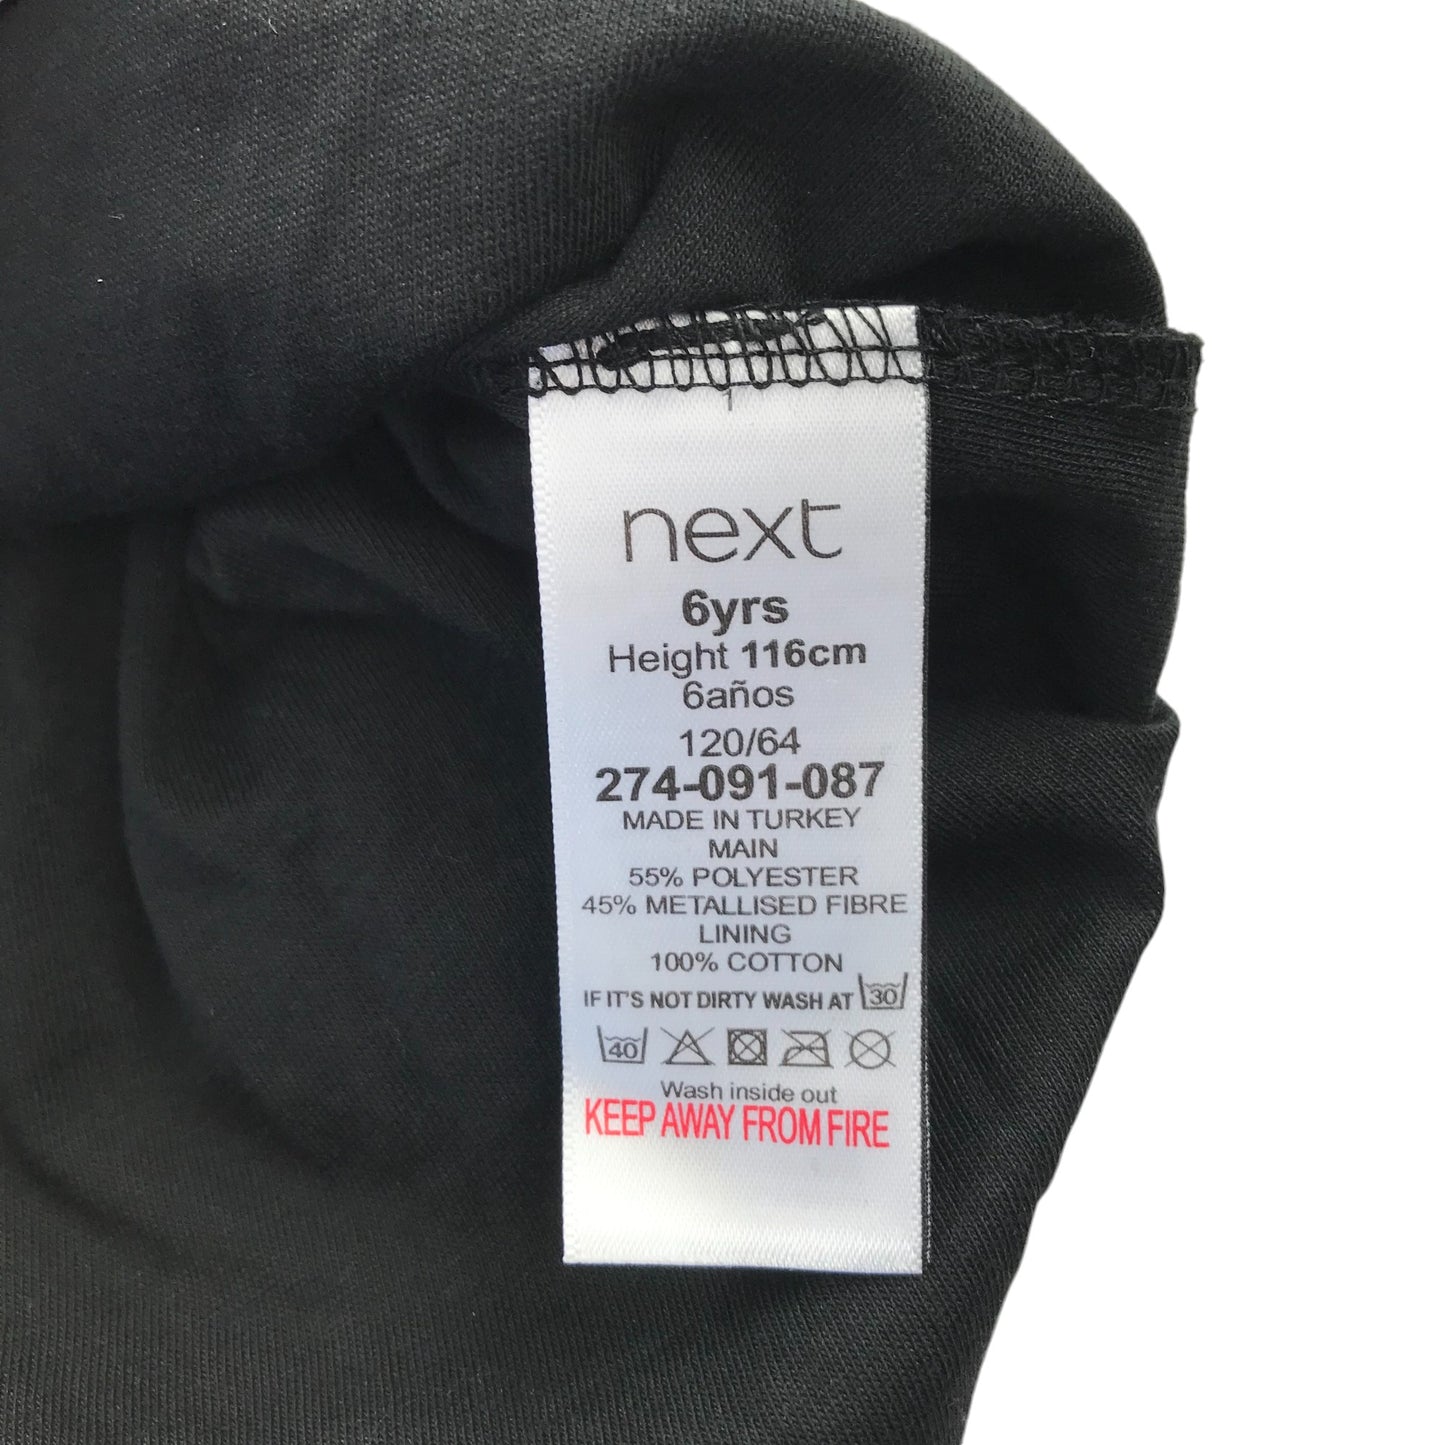 1
next
6yrs
Height 116cm
6años
120/64
274-091-087
MADE IN TURKEY
MAIN
55% POLYESTER
45% METALLISED FIBRE
LINING
100% COTTON
IF IT'S NOT DIRTY WASH AT 30
40
Wash inside out
KEEP AWAY FROM FIRE